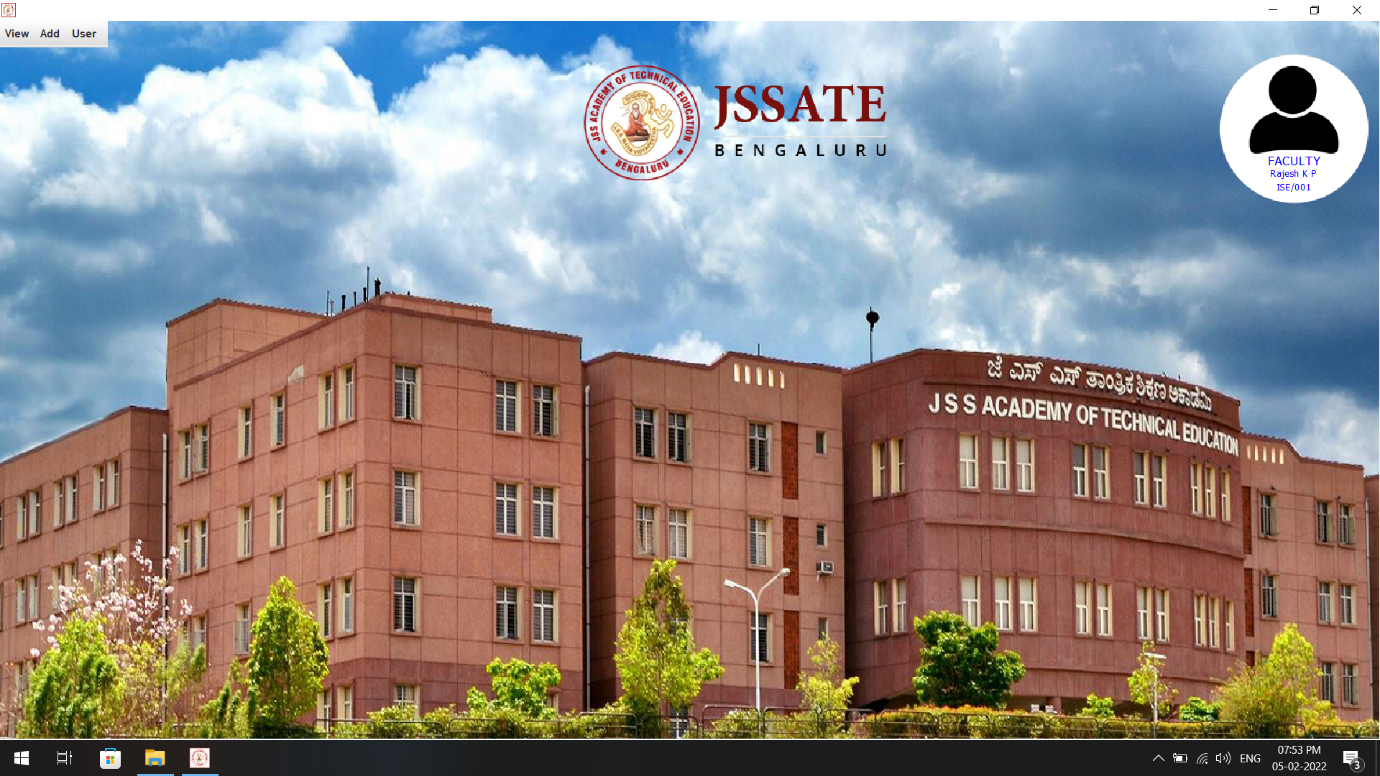 View Add User
JSS ACADEMY OF TECHNICAL EDUCATION
BENGALURU
JSSATE
BENGALURU
FACULTY
Rajesh K P
ISE/001
ಜೆ ಎಸ್ ಎಸ್ ತಾಂತ್ರಿಕ ಶಿಕ್ಷಣ ಅಕಾಡೆಮಿ
J S S ACADEMY OF TECHNICAL EDUCATION
ENG
07:53 PM
05-02-2022
3